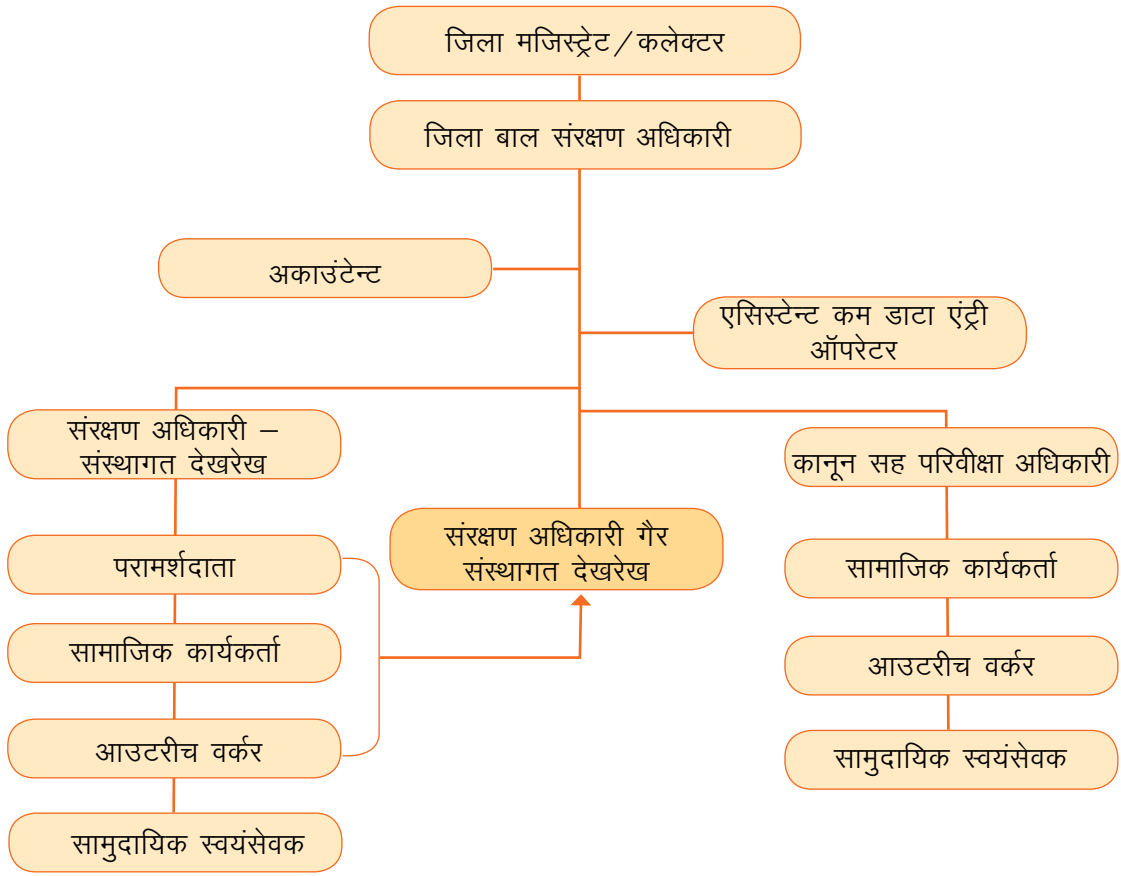 जिला मजिस्ट्रेट/कलेक्टर
जिला बाल संरक्षण अधिकारी
अकाउंटेन्ट
एसिस्टेन्ट कम डाटा एंट्री
ऑपरेटर
संरक्षण अधिकारी –
संस्थागत देखरेख
परामर्शदाता
सामाजिक कार्यकर्ता
आउटरीच वर्कर
सामुदायिक स्वयंसेवक
संरक्षण अधिकारी गैर
संस्थागत देखरेख
कानून सह परिवीक्षा अधिकारी
सामाजिक कार्यकर्ता
आउटरीच वर्कर
सामुदायिक स्वयंसेवक